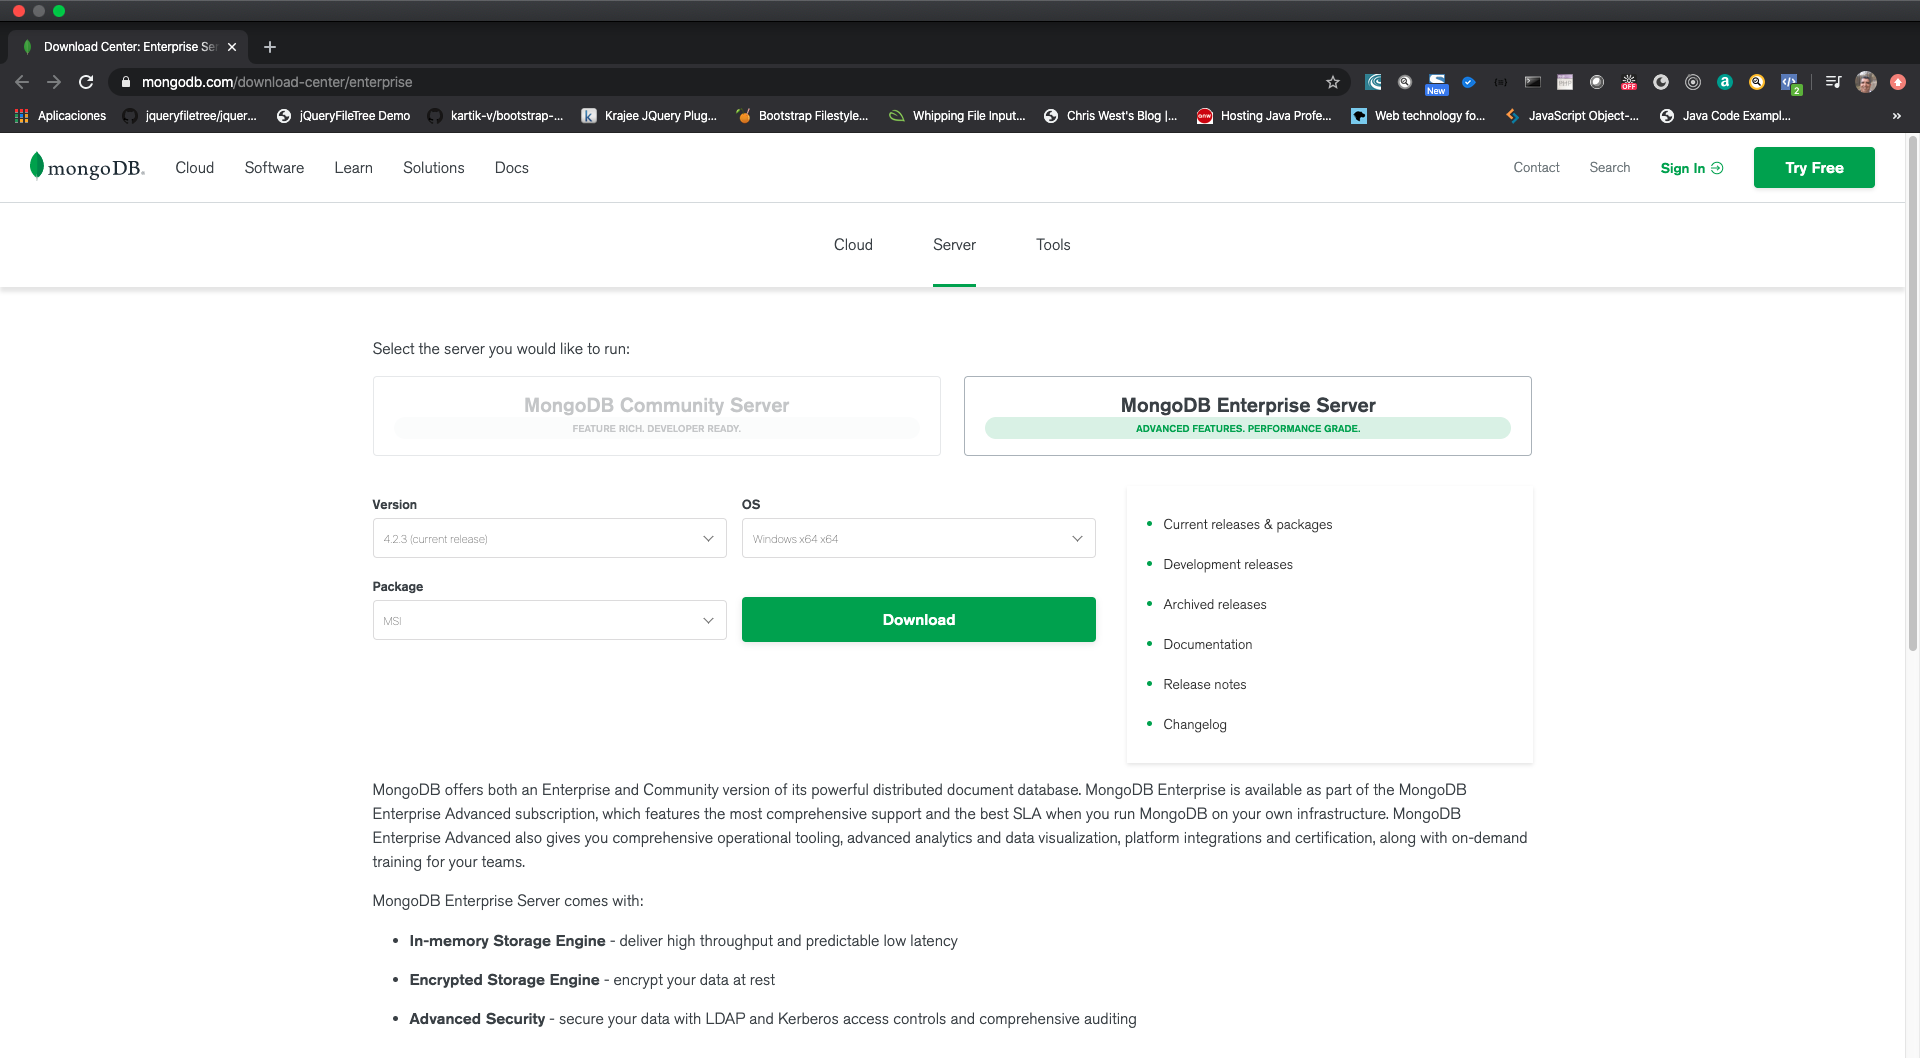 Download Center: Enterprise Ser
mongodb.com/download-center/enterprise
New
OFF
2
Aplicaciones
jqueryfiletree/jquer...
jQueryFileTree Demo
kartik-v/bootstrap-...
Krajee JQuery Plug...
Bootstrap Filestyle...
Whipping File Input...
Chris West's Blog |...
Hosting Java Profe...
Web technology fo...
JavaScript Object-...
Java Code Exampl...
»
mongoDB.
Cloud
Software
Learn
Solutions
Docs
Contact
Search
Sign In
Try Free
Cloud
Server
Tools
Select the server you would like to run:
MongoDB Community Server
FEATURE RICH. DEVELOPER READY.
MongoDB Enterprise Server
ADVANCED FEATURES. PERFORMANCE GRADE.
Version
4.2.3 (current release)
OS
Windows x64 x64
Package
MSI
Download
Current releases & packages
Development releases
Archived releases
Documentation
Release notes
Changelog
MongoDB offers both an Enterprise and Community version of its powerful distributed document database. MongoDB Enterprise is available as part of the MongoDB
Enterprise Advanced subscription, which features the most comprehensive support and the best SLA when you run MongoDB on your own infrastructure. MongoDB
Enterprise Advanced also gives you comprehensive operational tooling, advanced analytics and data visualization, platform integrations and certification, along with on-demand
training for your teams.
MongoDB Enterprise Server comes with:
• In-memory Storage Engine - deliver high throughput and predictable low latency
• Encrypted Storage Engine - encrypt your data at rest
• Advanced Security - secure your data with LDAP and Kerberos access controls and comprehensive auditing